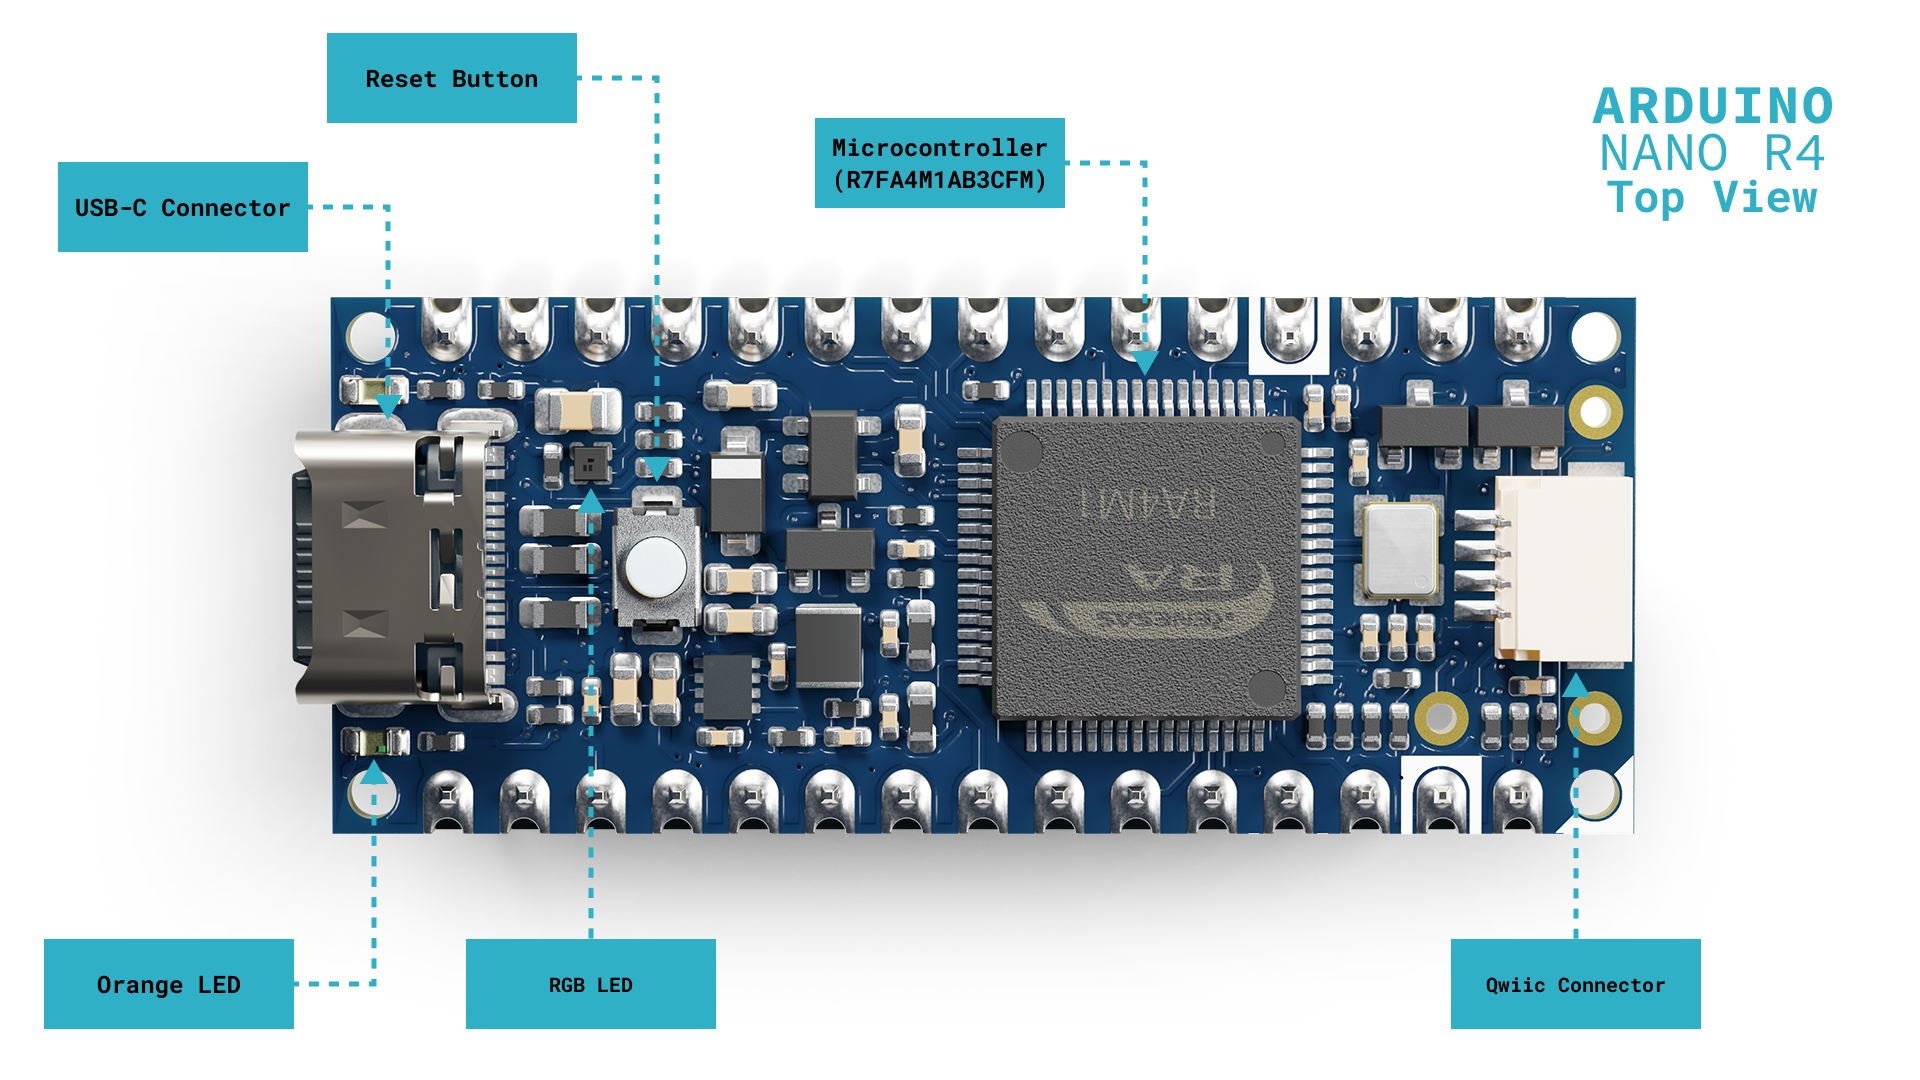 Reset Button
ARDUINO
NANO R4
Top View
Microcontroller
(R7FA4M1AB3CFM)
USB-C Connector
RA4M1
RA
RENESAS
Orange LED
RGB LED
Qwiic Connector